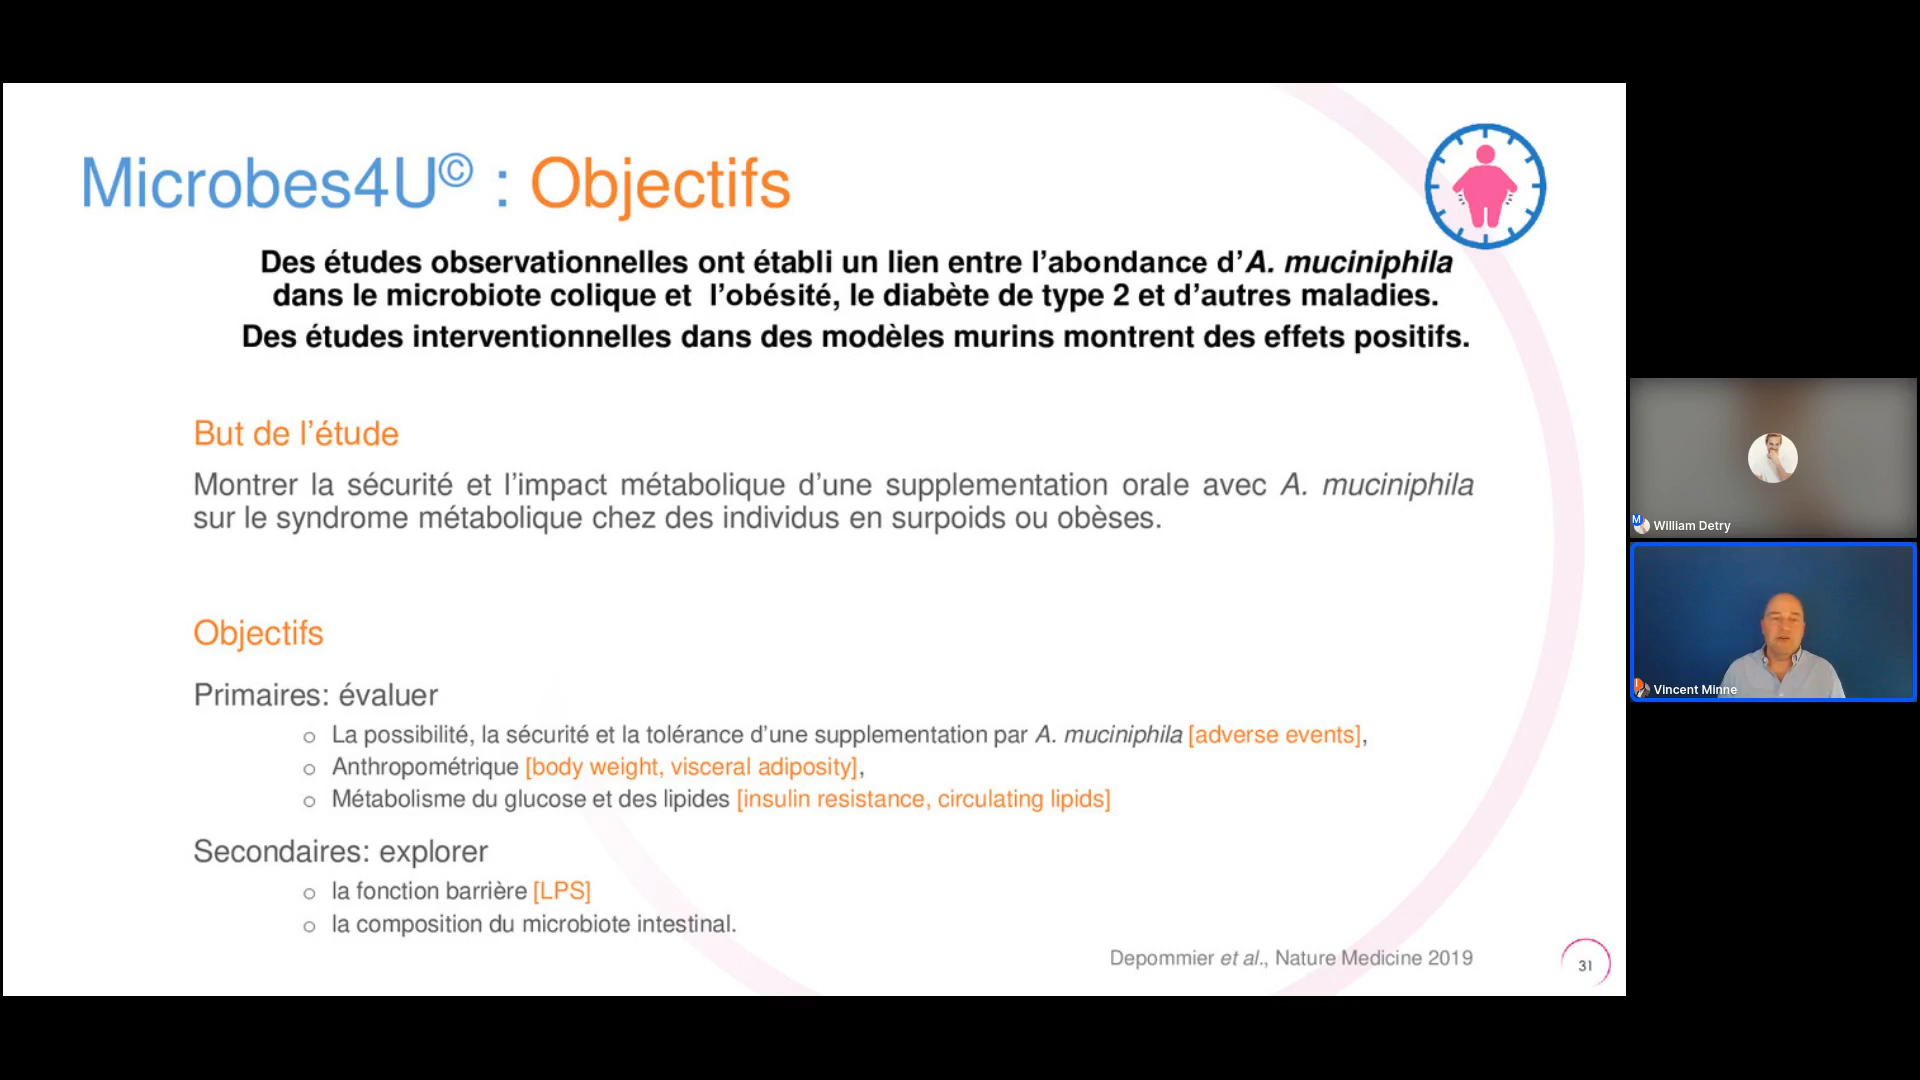 Microbes4U© : Objectifs
Des études observationnelles ont établi un lien entre l’abondance d’A. muciniphila
dans le microbiote colique et l’obésité, le diabète de type 2 et d’autres maladies.
Des études interventionnelles dans des modèles murins montrent des effets positifs.
But de l’étude
Montrer la sécurité et l’impact métabolique d’une supplementation orale avec A. muciniphila
sur le syndrome métabolique chez des individus en surpoids ou obèses.
Objectifs
Primaires: évaluer
o La possibilité, la sécurité et la tolérance d’une supplementation par A. muciniphila [adverse events],
o Anthropométrique [body weight, visceral adiposity],
o Métabolisme du glucose et des lipides [insulin resistance, circulating lipids]
Secondaires: explorer
o la fonction barrière [LPS]
o la composition du microbiote intestinal.
Depommier et al., Nature Medicine 2019
31
M
William Detry
Vincent Minne